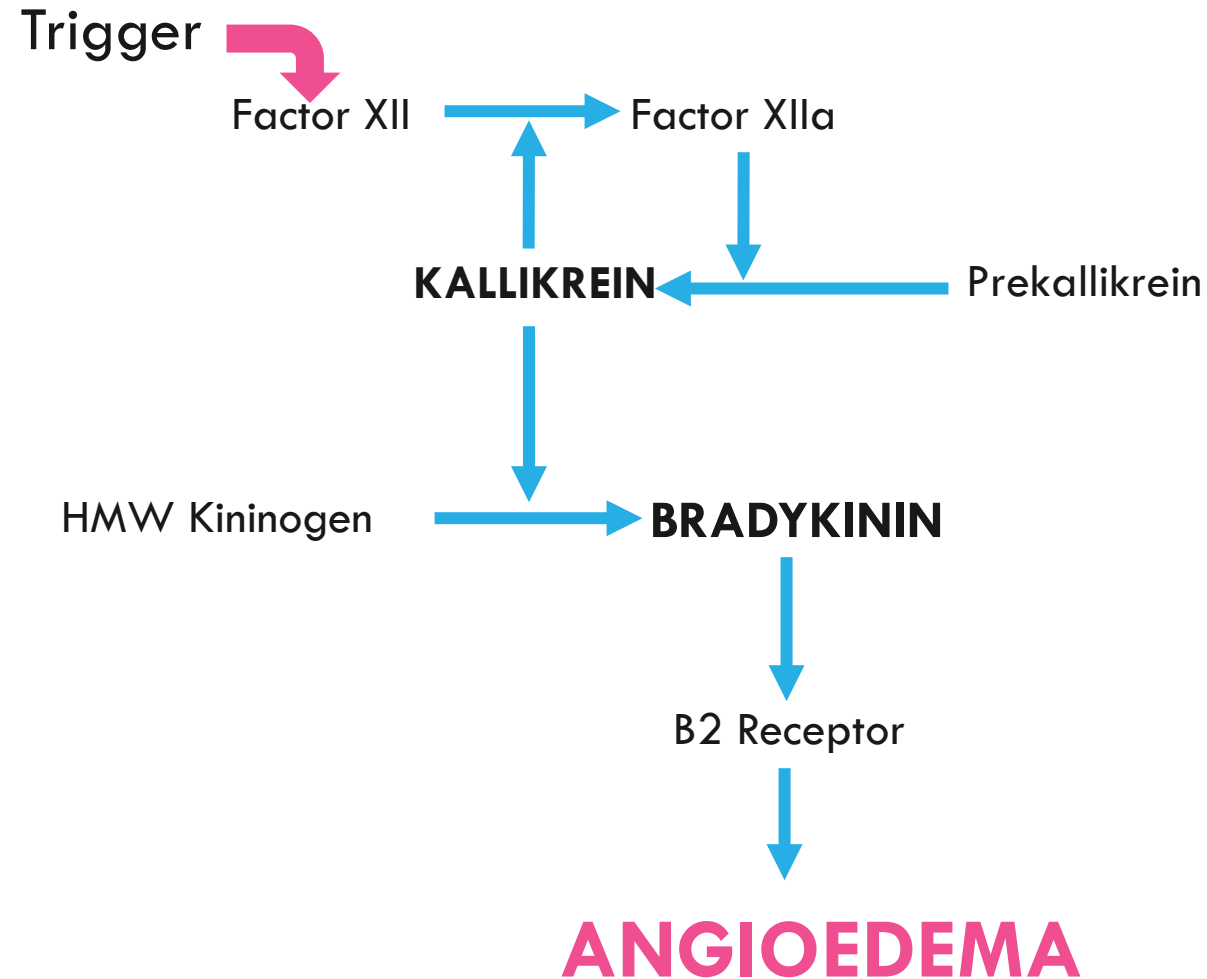 Trigger
Factor XII
Factor XIIa
KALLIKREIN
Prekallikrein
HMW Kininogen
BRADYKININ
B2 Receptor
ANGIOEDEMA